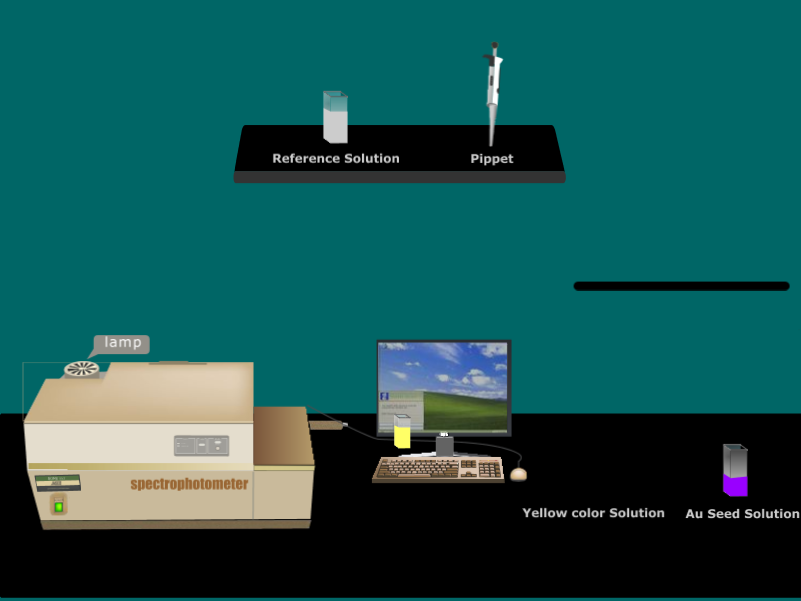 Reference Solution
Pippet
lamp
spectrophotometer
Yellow color Solution
Au Seed Solution